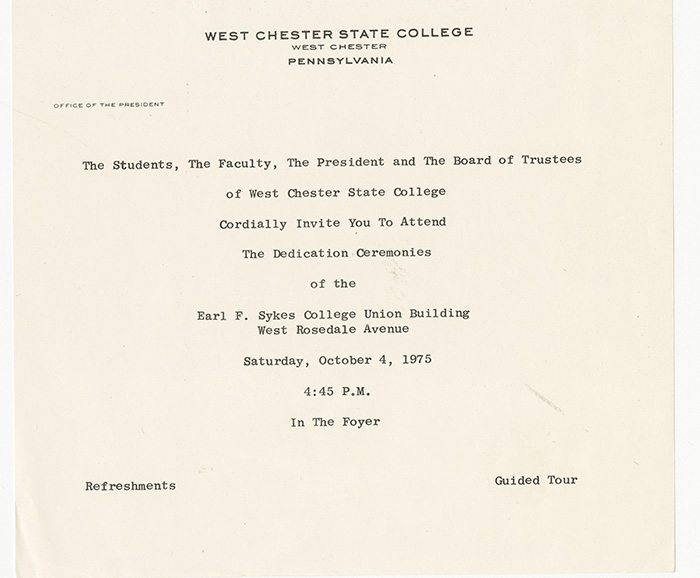 WEST CHESTER STATE COLLEGE
WEST CHESTER
PENNSYLVANIA
OFFICE OF THE PRESIDENT
The Students, The Faculty, The President and The Board of Trustees
of West Chester State College
Cordially Invite You To Attend
The Dedication Ceremonies
of the
Earl F. Sykes College Union Building
West Rosedale Avenue
Saturday, October 4, 1975
4:45 P.M.
In The Foyer
Refreshments
Guided Tour